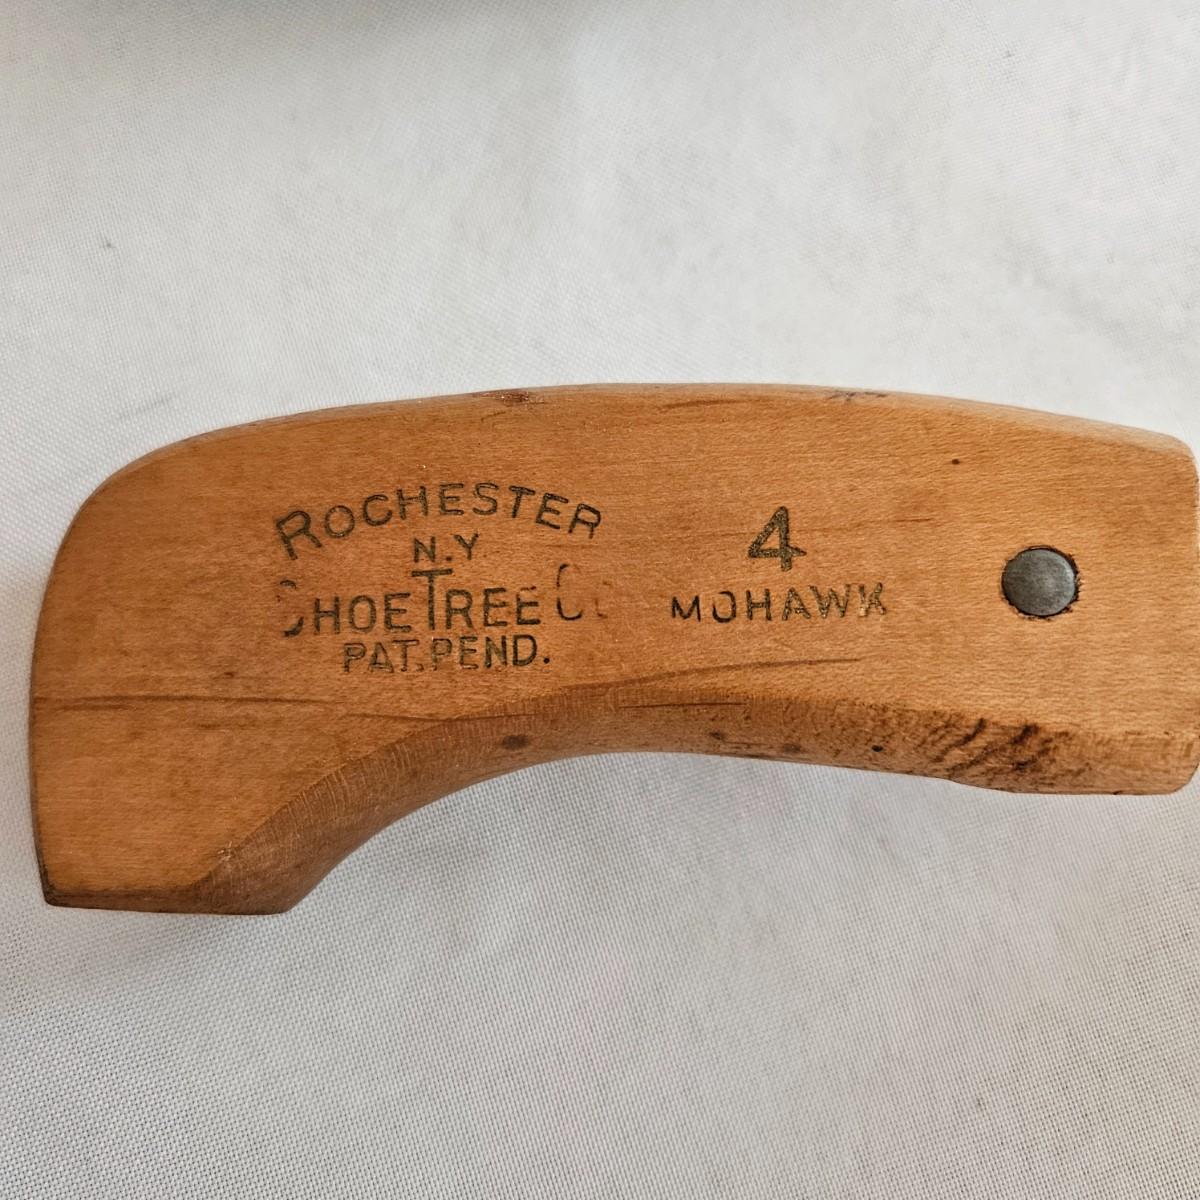 ROCHESTER
N.Y
SHOE TREE CO
PAT. PEND.
4
MOHAWK